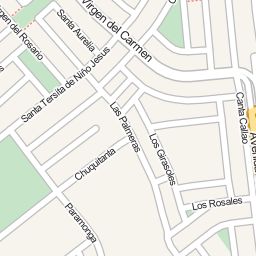 gen del Rosario
Santa Aurelia
Virgen del Carmen
Santa Tersita de Niño Jesus
Las Palmeras
Los Girasoles
Canta Callao
Avenida
Chuquitanta
Paramonga
Los Rosales